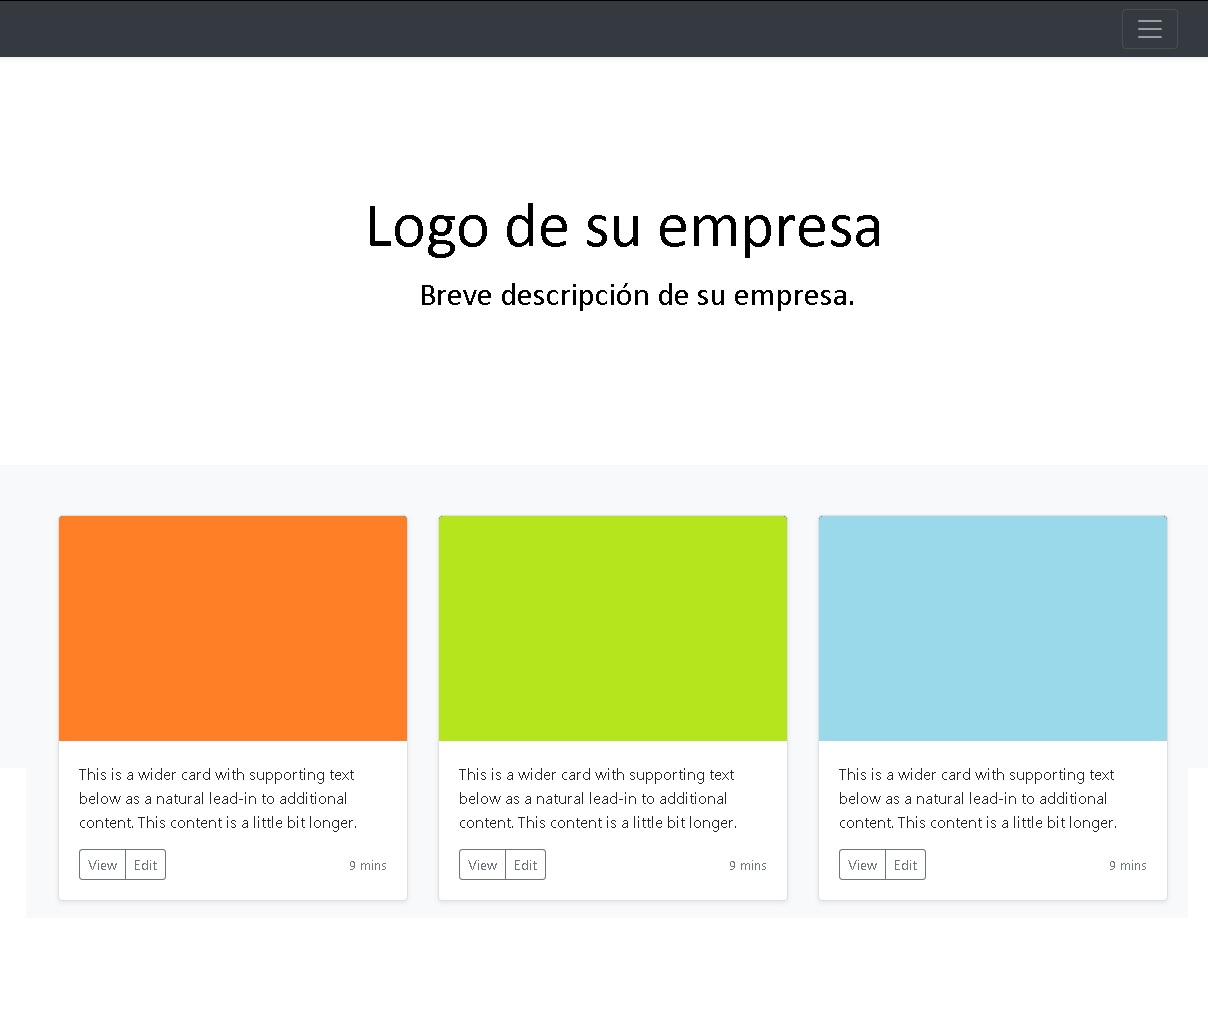 Logo de su empresa
Breve descripción de su empresa.
This is a wider card with supporting text
below as a natural lead-in to additional
content. This content is a little bit longer.
View Edit 9 mins
This is a wider card with supporting text
below as a natural lead-in to additional
content. This content is a little bit longer.
View Edit 9 mins
This is a wider card with supporting text
below as a natural lead-in to additional
content. This content is a little bit longer.
View Edit 9 mins